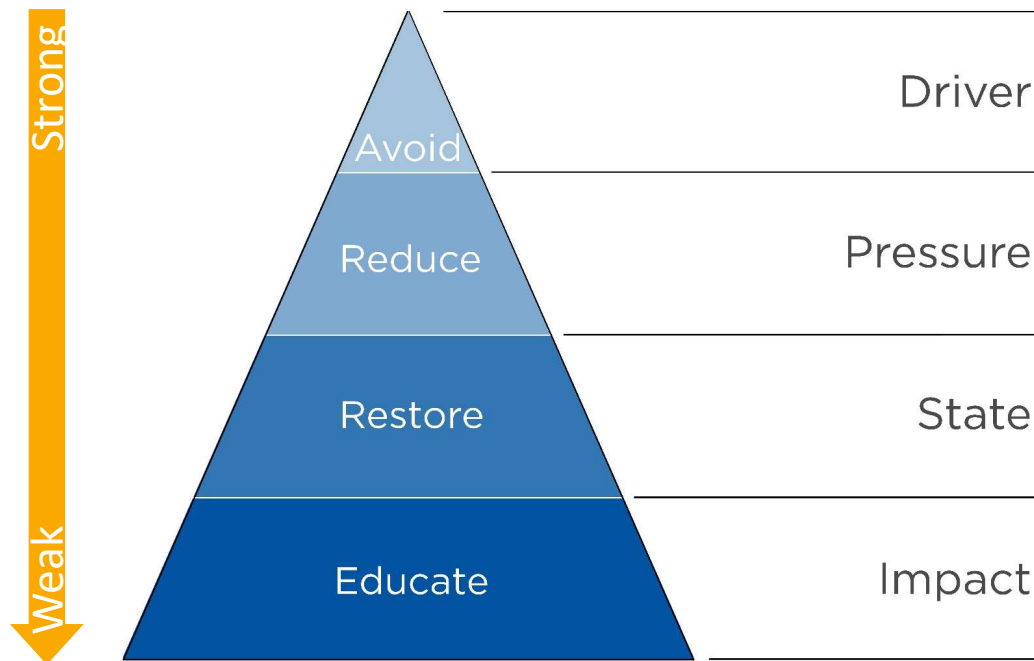 Strong
Driver
Avoid
Pressure
Reduce
State
Restore
Weak
Impact
Educate